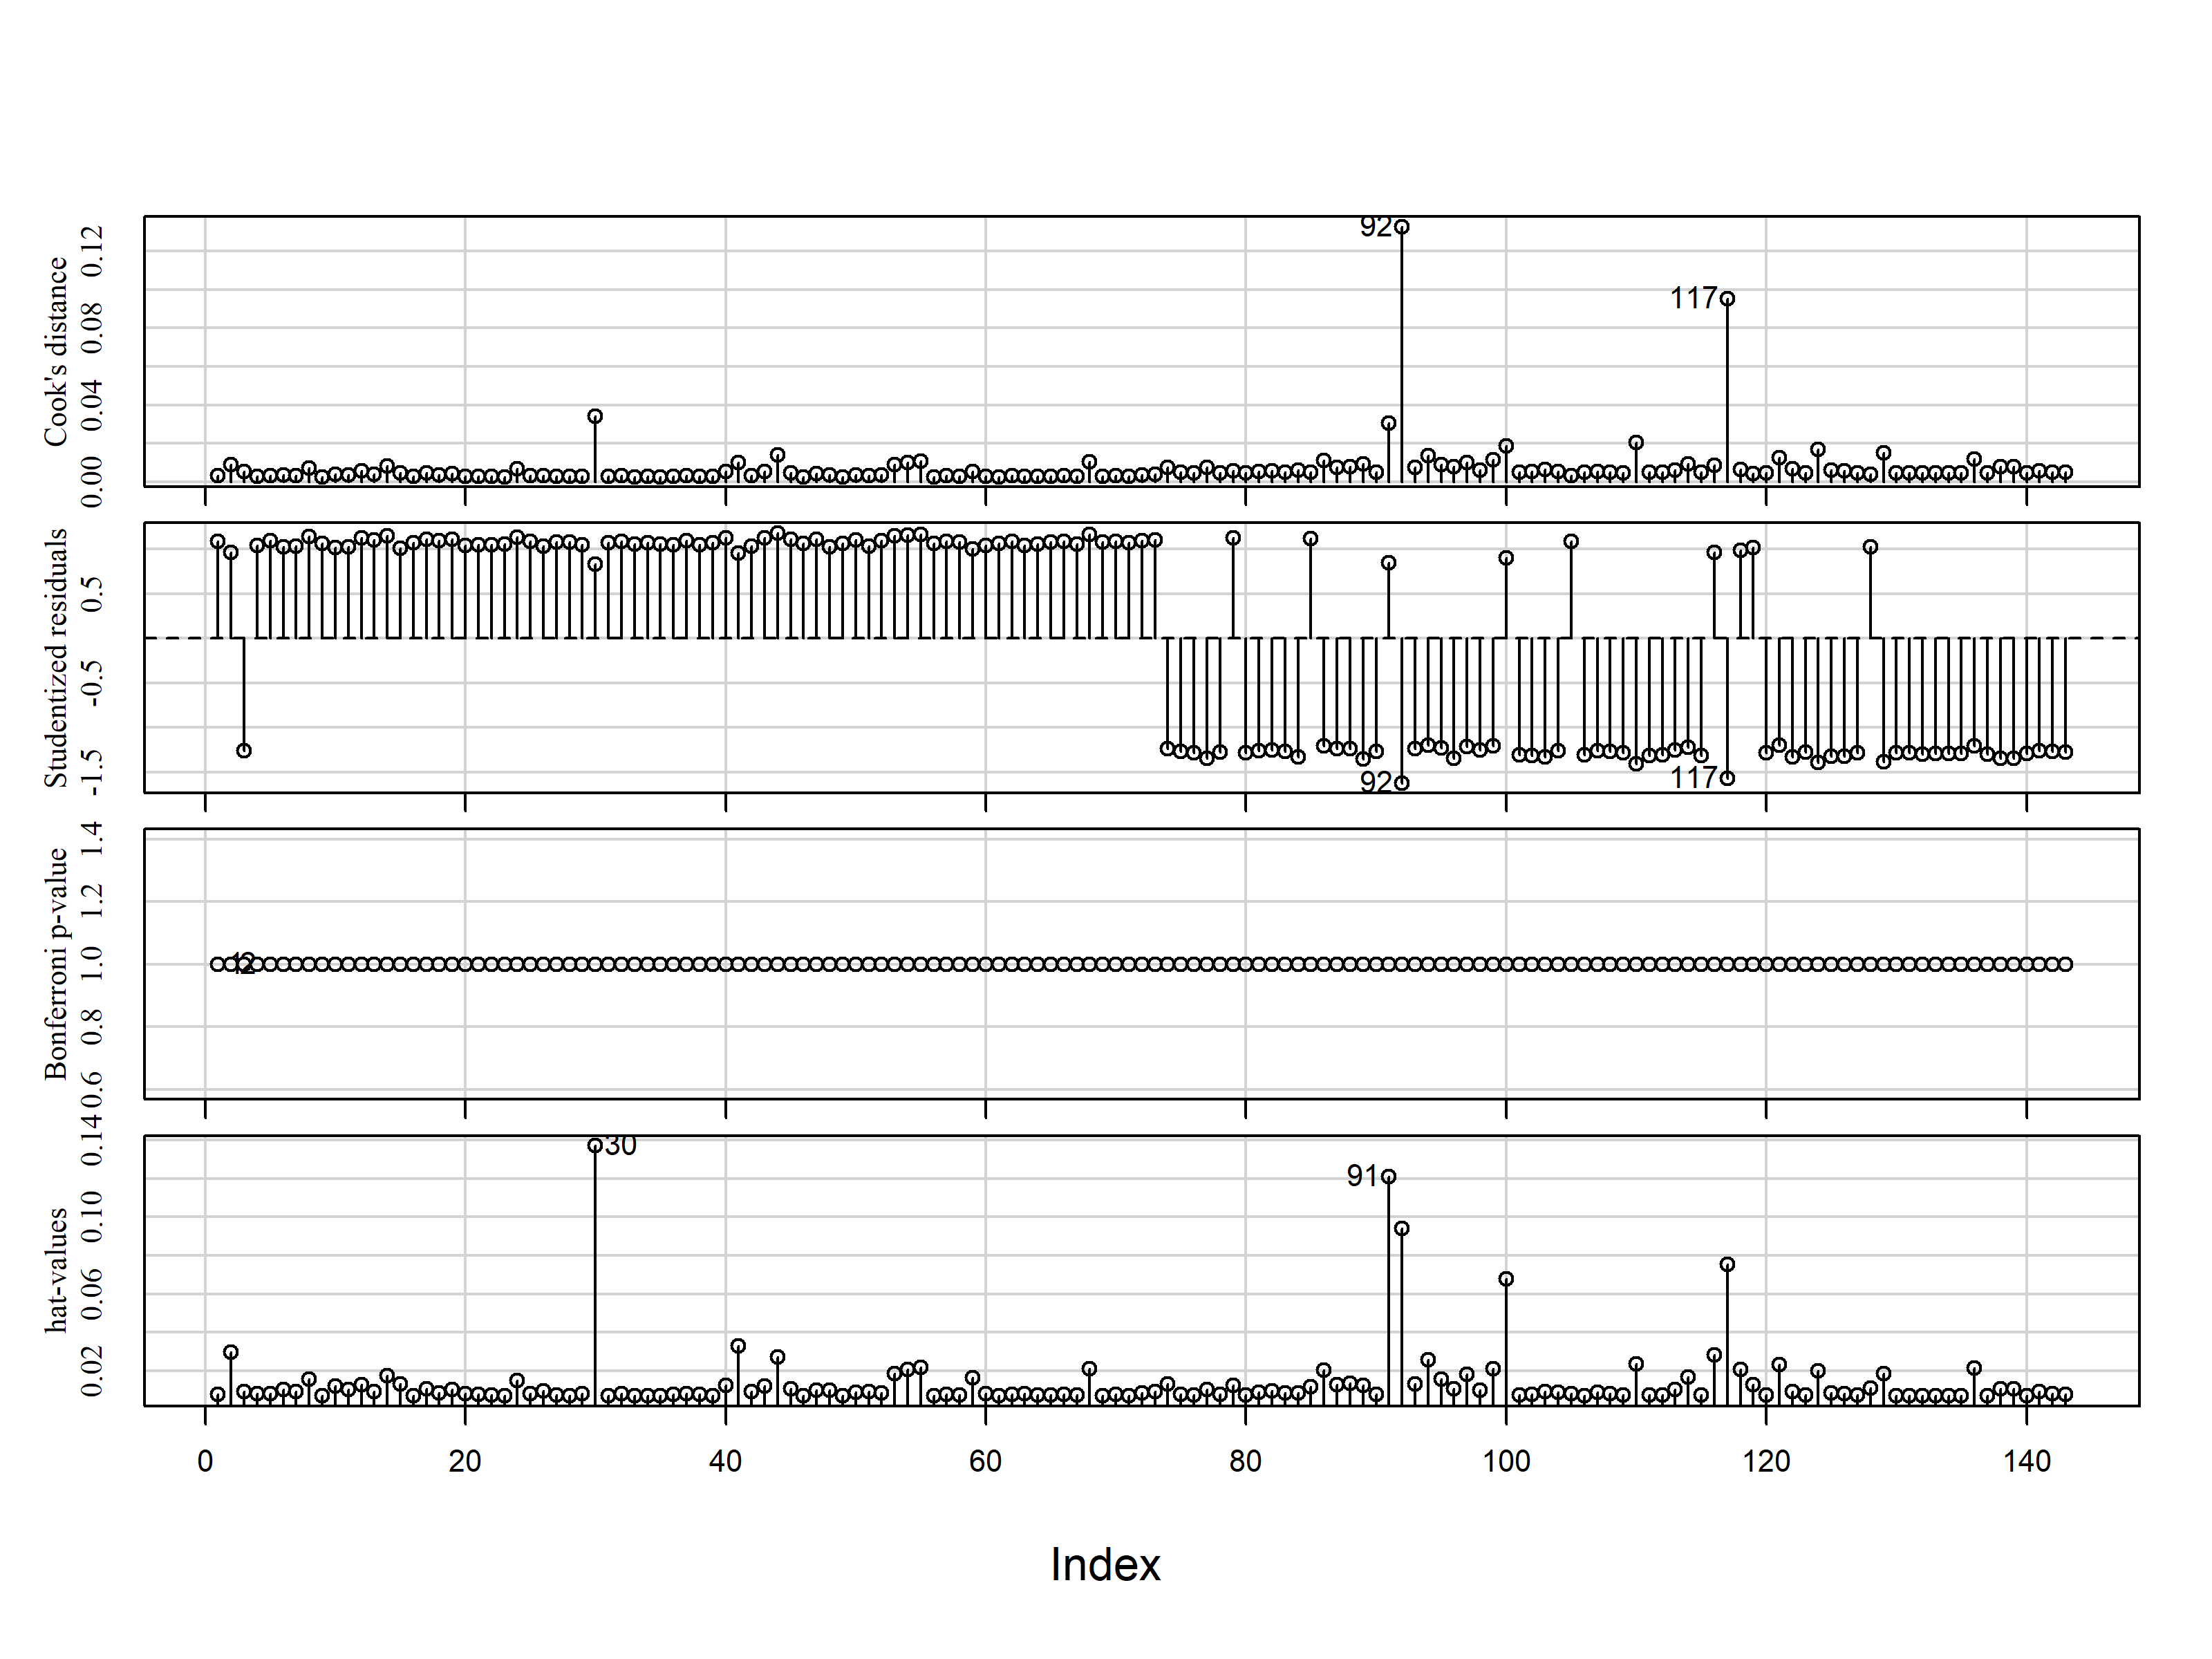 Cook's distance
0.00 0.04 0.08 0.12
92
117
Studentized residuals
-1.5 -0.5 0.5
92
117
Bonferroni p-value
0.6 0.8 1.0 1.2 1.4
1
2
hat-values
0.02 0.06 0.10 0.14
30
91
0 20 40 60 80 100 120 140
Index